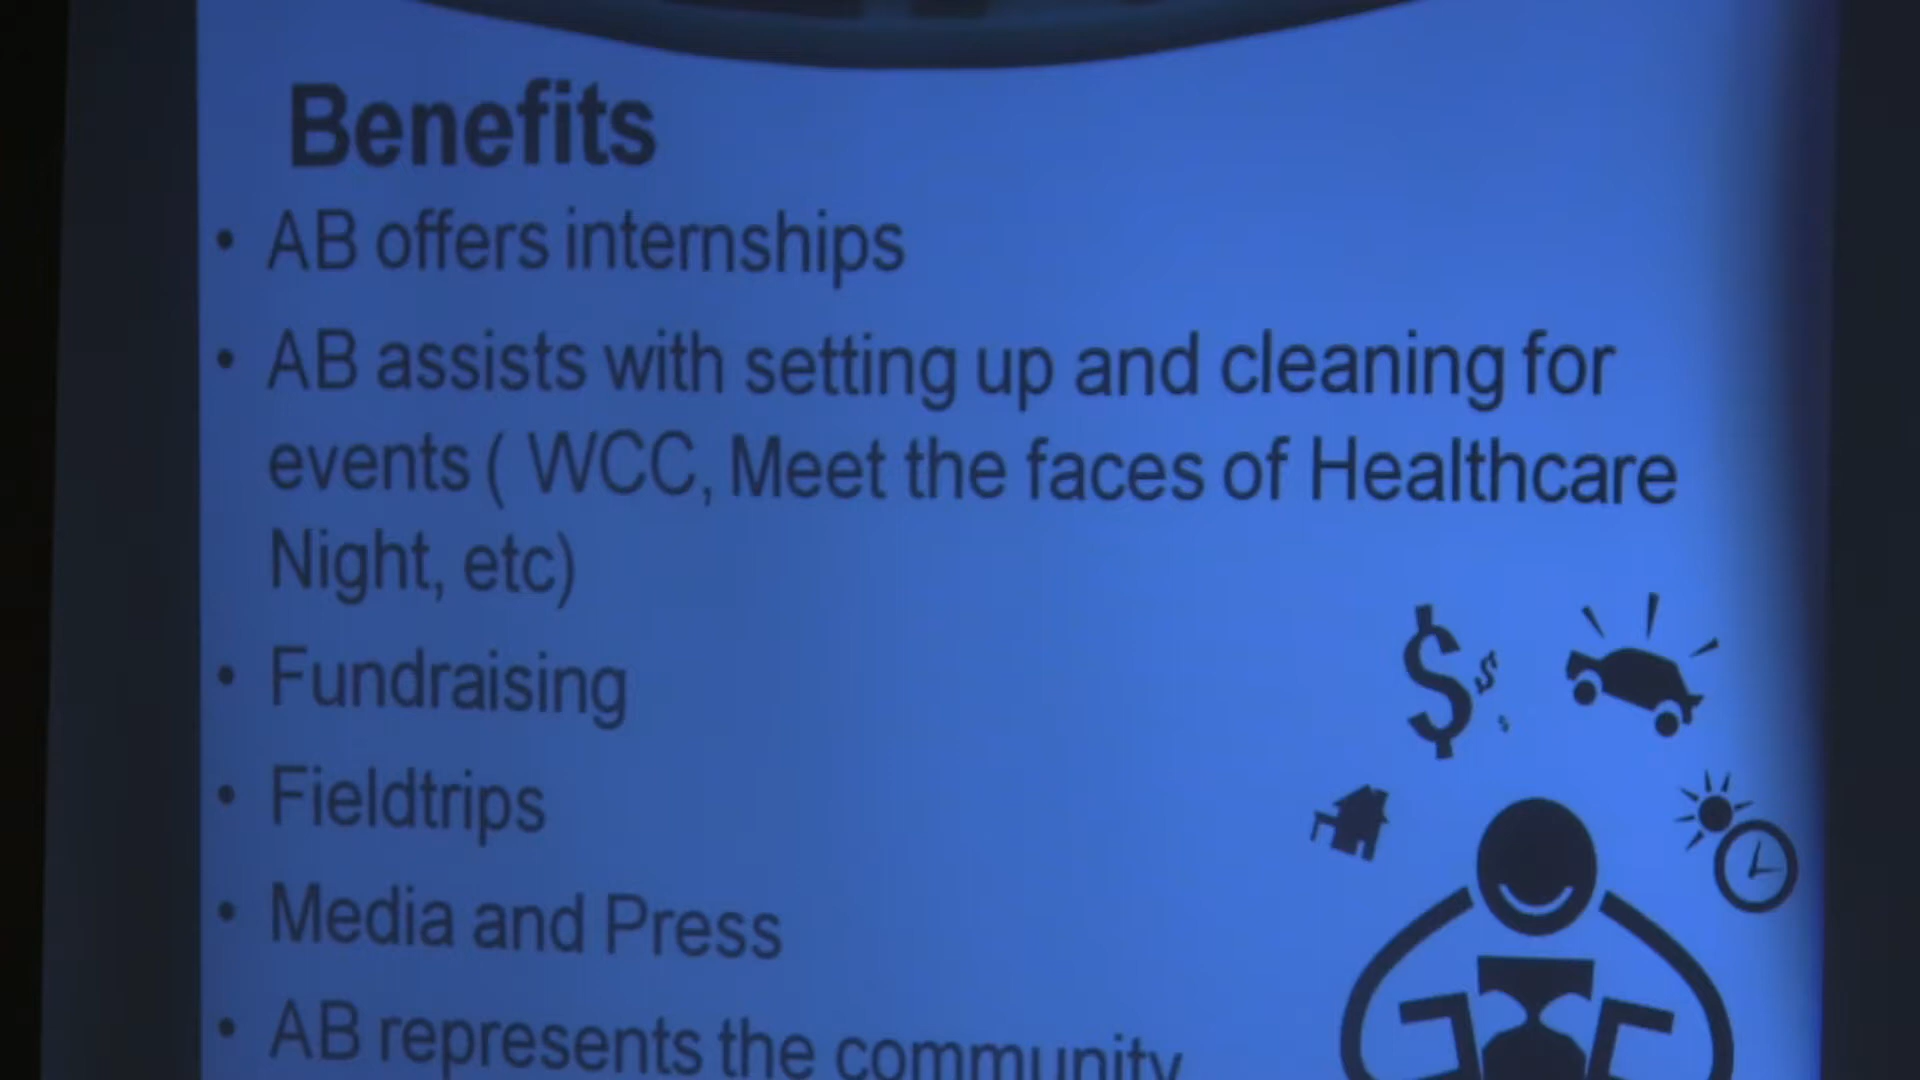 Benefits
• AB offers internships
• AB assists with setting up and cleaning for
events ( WCC, Meet the faces of Healthcare
Night, etc)
• Fundraising
• Fieldtrips
• Media and Press
• AB represents the community
$ $ $